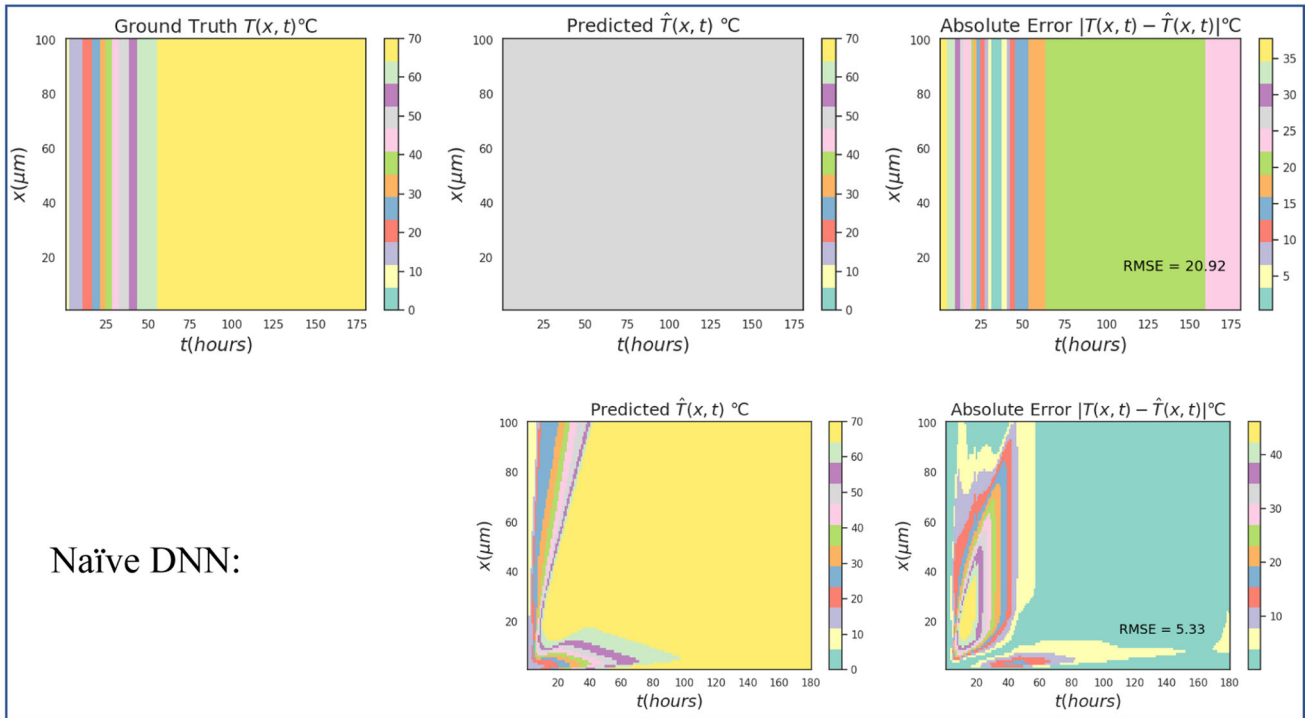 Ground Truth T(x, t)°C
Predicted T̂(x, t) °C
Absolute Error |T(x, t) − T̂(x, t)|°C
100
80
60
40
20
x(μm)
25 50 75 100 125 150 175
t(hours)
70
60
50
40
30
20
10
0
100
80
60
40
20
x(μm)
25 50 75 100 125 150 175
t(hours)
70
60
50
40
30
20
10
0
100
80
60
40
20
x(μm)
RMSE = 20.92
25 50 75 100 125 150 175
t(hours)
35
30
25
20
15
10
5
Naïve DNN:
Predicted T̂(x, t) °C
Absolute Error |T(x, t) − T̂(x, t)|°C
100
80
60
40
20
x(μm)
20 40 60 80 100 120 140 160 180
t(hours)
70
60
50
40
30
20
10
0
100
80
60
40
20
x(μm)
RMSE = 5.33
20 40 60 80 100 120 140 160 180
t(hours)
40
30
20
10